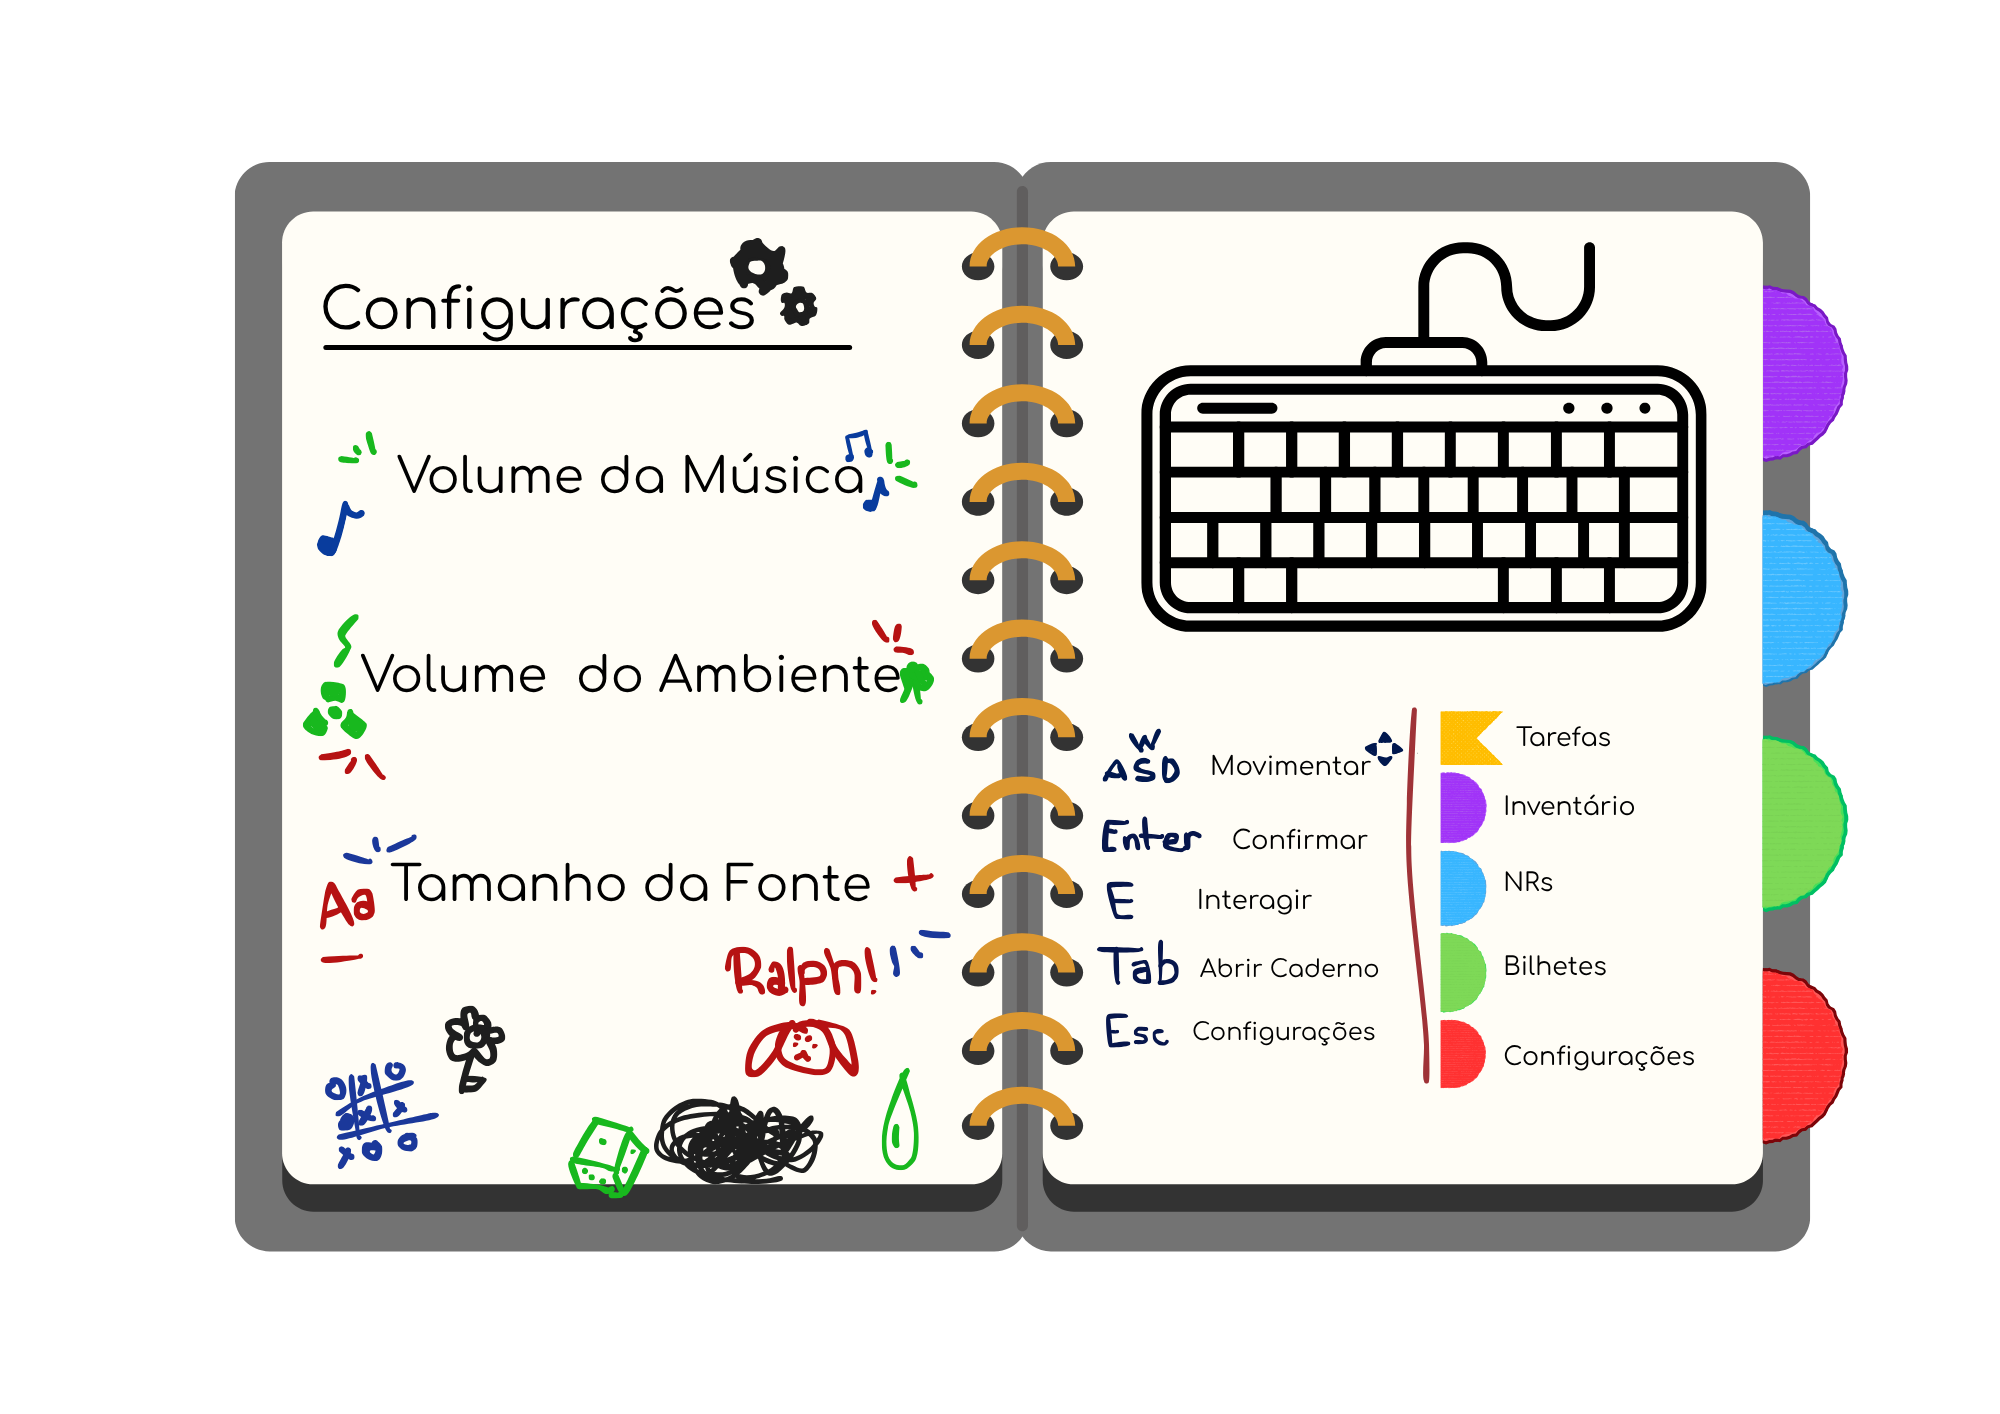 Configurações
Volume da Música
Volume do Ambiente
Aa Tamanho da Fonte +
Ralph!
W
ASD Movimentar
Enter Confirmar
E Interagir
Tab Abrir Caderno
Esc Configurações
Tarefas
Inventário
NRs
Bilhetes
Configurações